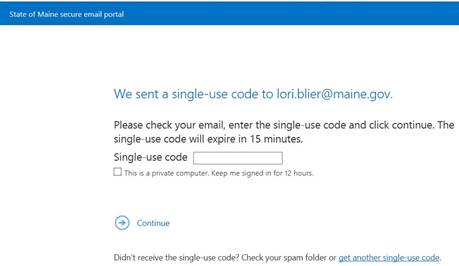 State of Maine secure email portal
We sent a single-use code to lori.blier@maine.gov.
Please check your email, enter the single-use code and click continue. The
single-use code will expire in 15 minutes.
Single-use code
This is a private computer. Keep me signed in for 12 hours.
Continue
Didn't receive the single-use code? Check your spam folder or get another single-use code.